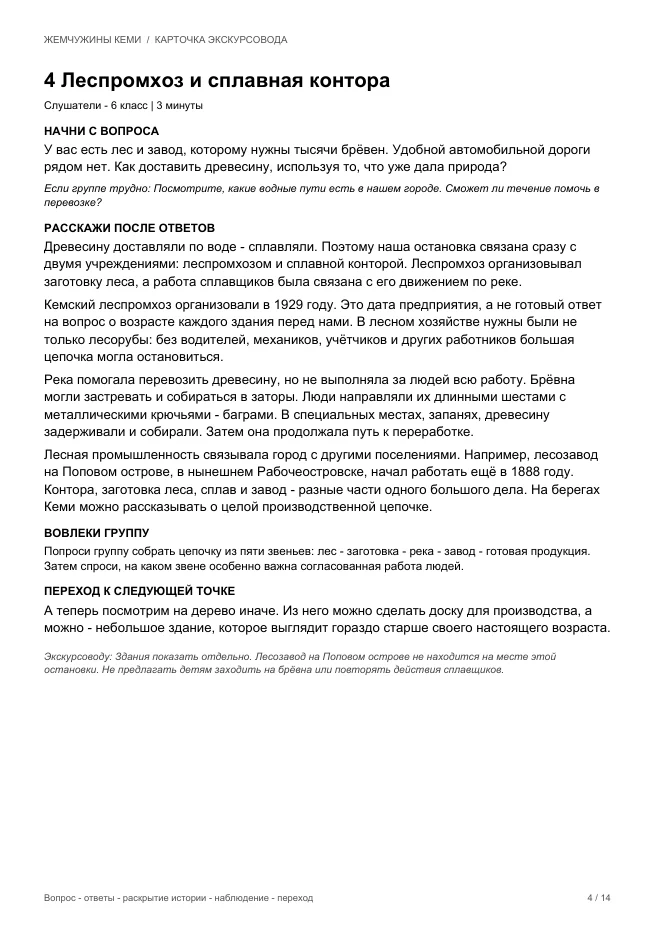 ЖЕМЧУЖИНЫ КЕМИ / КАРТОЧКА ЭКСКУРСОВОДА
4 Леспромхоз и сплавная контора
Слушатели - 6 класс | 3 минуты
НАЧНИ С ВОПРОСА
У вас есть лес и завод, которому нужны тысячи брёвен. Удобной автомобильной дороги
рядом нет. Как доставить древесину, используя то, что уже дала природа?
Если группе трудно: Посмотрите, какие водные пути есть в нашем городе. Сможет ли течение помочь в
перевозке?
РАССКАЖИ ПОСЛЕ ОТВЕТОВ
Древесину доставляли по воде - сплавляли. Поэтому наша остановка связана сразу с
двумя учреждениями: леспромхозом и сплавной конторой. Леспромхоз организовывал
заготовку леса, а работа сплавщиков была связана с его движением по реке.
Кемский леспромхоз организовали в 1929 году. Это дата предприятия, а не готовый ответ
на вопрос о возрасте каждого здания перед нами. В лесном хозяйстве нужны были не
только лесорубы: без водителей, механиков, учётчиков и других работников большая
цепочка могла остановиться.
Река помогала перевозить древесину, но не выполняла за людей всю работу. Брёвна
могли застревать и собираться в заторы. Люди направляли их длинными шестами с
металлическими крючьями - баграми. В специальных местах, запанях, древесину
задерживали и собирали. Затем она продолжала путь к переработке.
Лесная промышленность связывала город с другими поселениями. Например, лесозавод
на Поповом острове, в нынешнем Рабочеостровске, начал работать ещё в 1888 году.
Контора, заготовка леса, сплав и завод - разные части одного большого дела. На берегах
Кеми можно рассказывать о целой производственной цепочке.
ВОВЛЕКИ ГРУППУ
Попроси группу собрать цепочку из пяти звеньев: лес - заготовка - река - завод - готовая продукция.
Затем спроси, на каком звене особенно важна согласованная работа людей.
ПЕРЕХОД К СЛЕДУЮЩЕЙ ТОЧКЕ
А теперь посмотрим на дерево иначе. Из него можно сделать доску для производства, а
можно - небольшое здание, которое выглядит гораздо старше своего настоящего возраста.
Экскурсоводу: Здания показать отдельно. Лесозавод на Поповом острове не находится на месте этой
остановки. Не предлагать детям заходить на брёвна или повторять действия сплавщиков.
Вопрос - ответы - раскрытие истории - наблюдение - переход
4 / 14